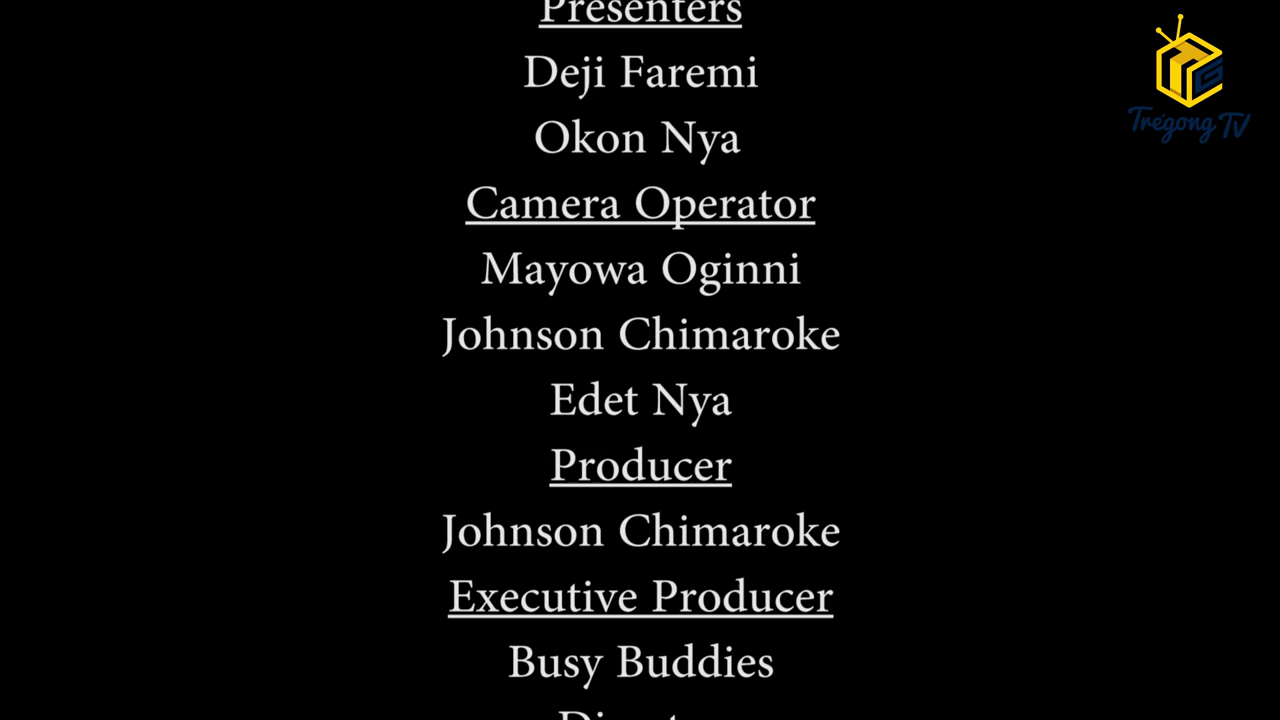 Presenters
Deji Faremi
Okon Nya
Camera Operator
Mayowa Oginni
Johnson Chimaroke
Edet Nya
Producer
Johnson Chimaroke
Executive Producer
Busy Buddies
Trégong TV